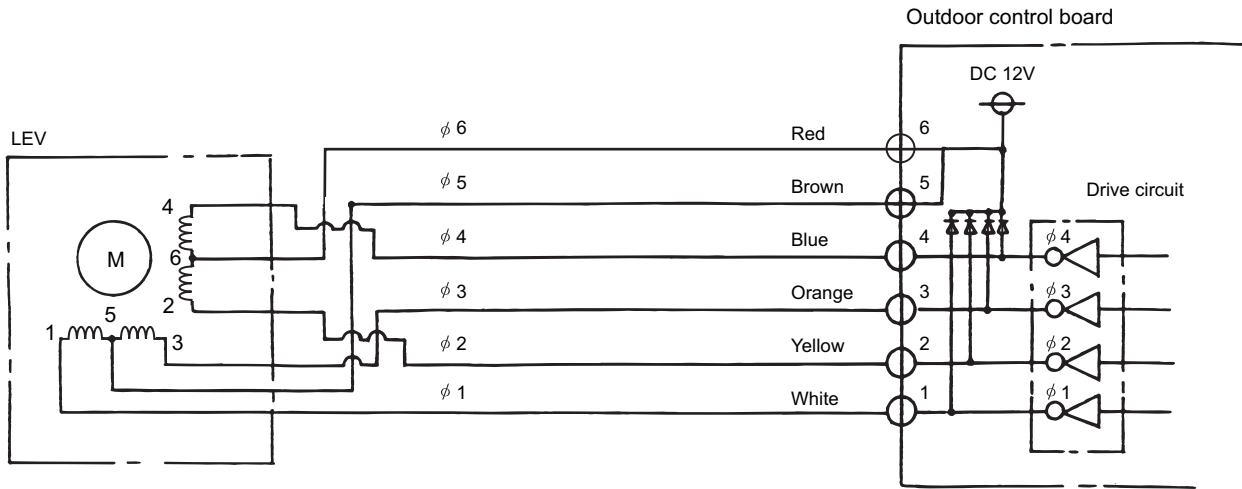 Outdoor control board
DC 12V
LEV
ϕ 6 Red 6
ϕ 5 Brown 5
Drive circuit
4
ϕ 4 Blue 4 ϕ 4
M
6
2
ϕ 3 Orange 3 ϕ 3
5
1
3
ϕ 2 Yellow 2 ϕ 2
ϕ 1 White 1 ϕ 1